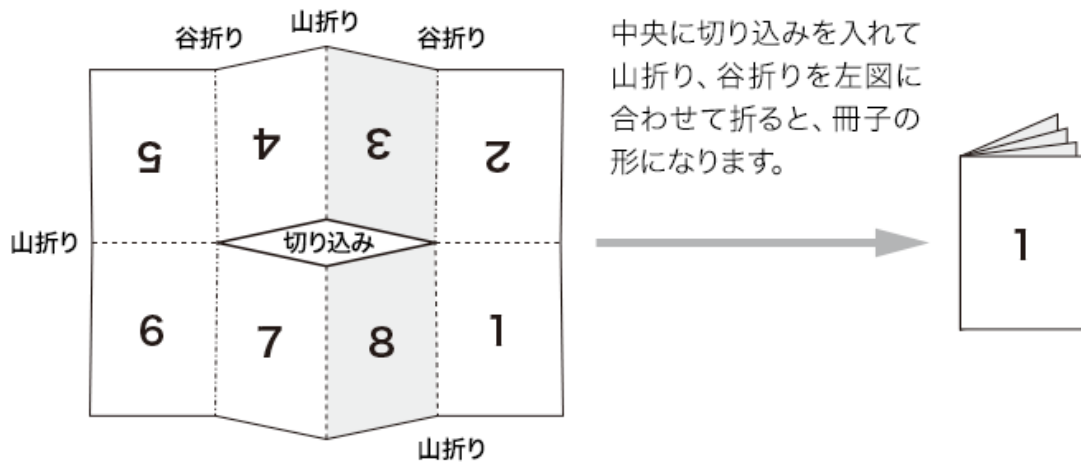 山折り
谷折り
谷折り
中央に切り込みを入れて
山折り、谷折りを左図に
合わせて折ると、冊子の
形になります。
5
4
3
2
山折り
切り込み
6
7
8
1
山折り
1